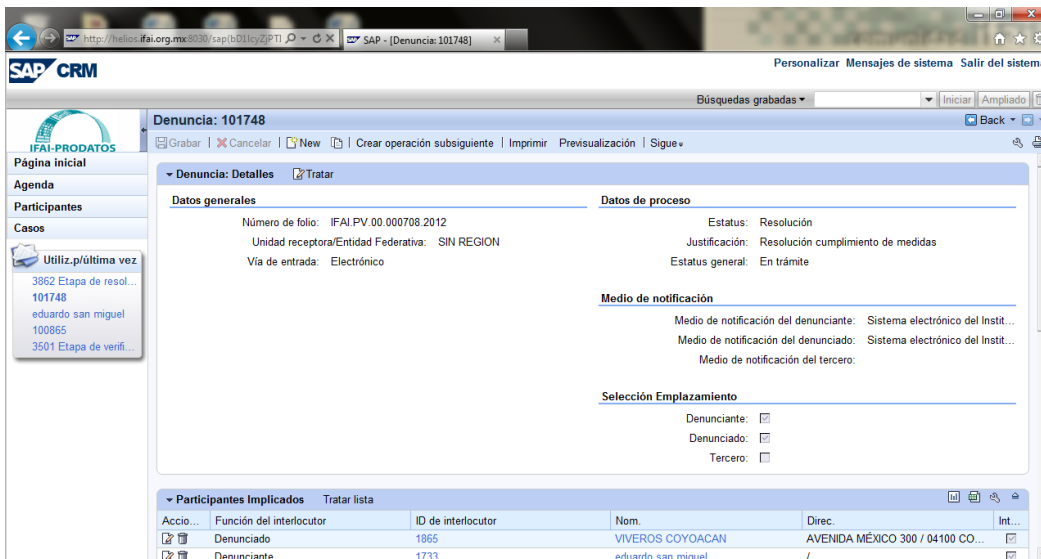 http://helios.ifai.org.mx:8030/sap(bD1lcyZjPTI
SAP - [Denuncia: 101748]
SAP CRM
Personalizar Mensajes de sistema Salir del sistem
Búsquedas grabadas
Iniciar Ampliado
IFAI-PRODATOS
Denuncia: 101748
Back
Grabar Cancelar New Crear operación subsiguiente Imprimir Previsualización Sigue
Página inicial
Agenda
Participantes
Casos
Utiliz.p/última vez
3862 Etapa de resol...
101748
eduardo san miguel
100865
3501 Etapa de verifi...
Denuncia: Detalles Tratar
Datos generales
Número de folio: IFAI.PV.00.000708.2012
Unidad receptora/Entidad Federativa: SIN REGION
Vía de entrada: Electrónico
Datos de proceso
Estatus: Resolución
Justificación: Resolución cumplimiento de medidas
Estatus general: En trámite
Medio de notificación
Medio de notificación del denunciante: Sistema electrónico del Instit...
Medio de notificación del denunciado: Sistema electrónico del Instit...
Medio de notificación del tercero:
Selección Emplazamiento
Denunciante:
Denunciado:
Tercero:
Participantes Implicados Tratar lista
Accio... Función del interlocutor ID de interlocutor Nom. Direc. Int...
Denunciado 1865 VIVEROS COYOACAN AVENIDA MÉXICO 300 / 04100 CO...
Denunciante 1733 eduardo san miguel /